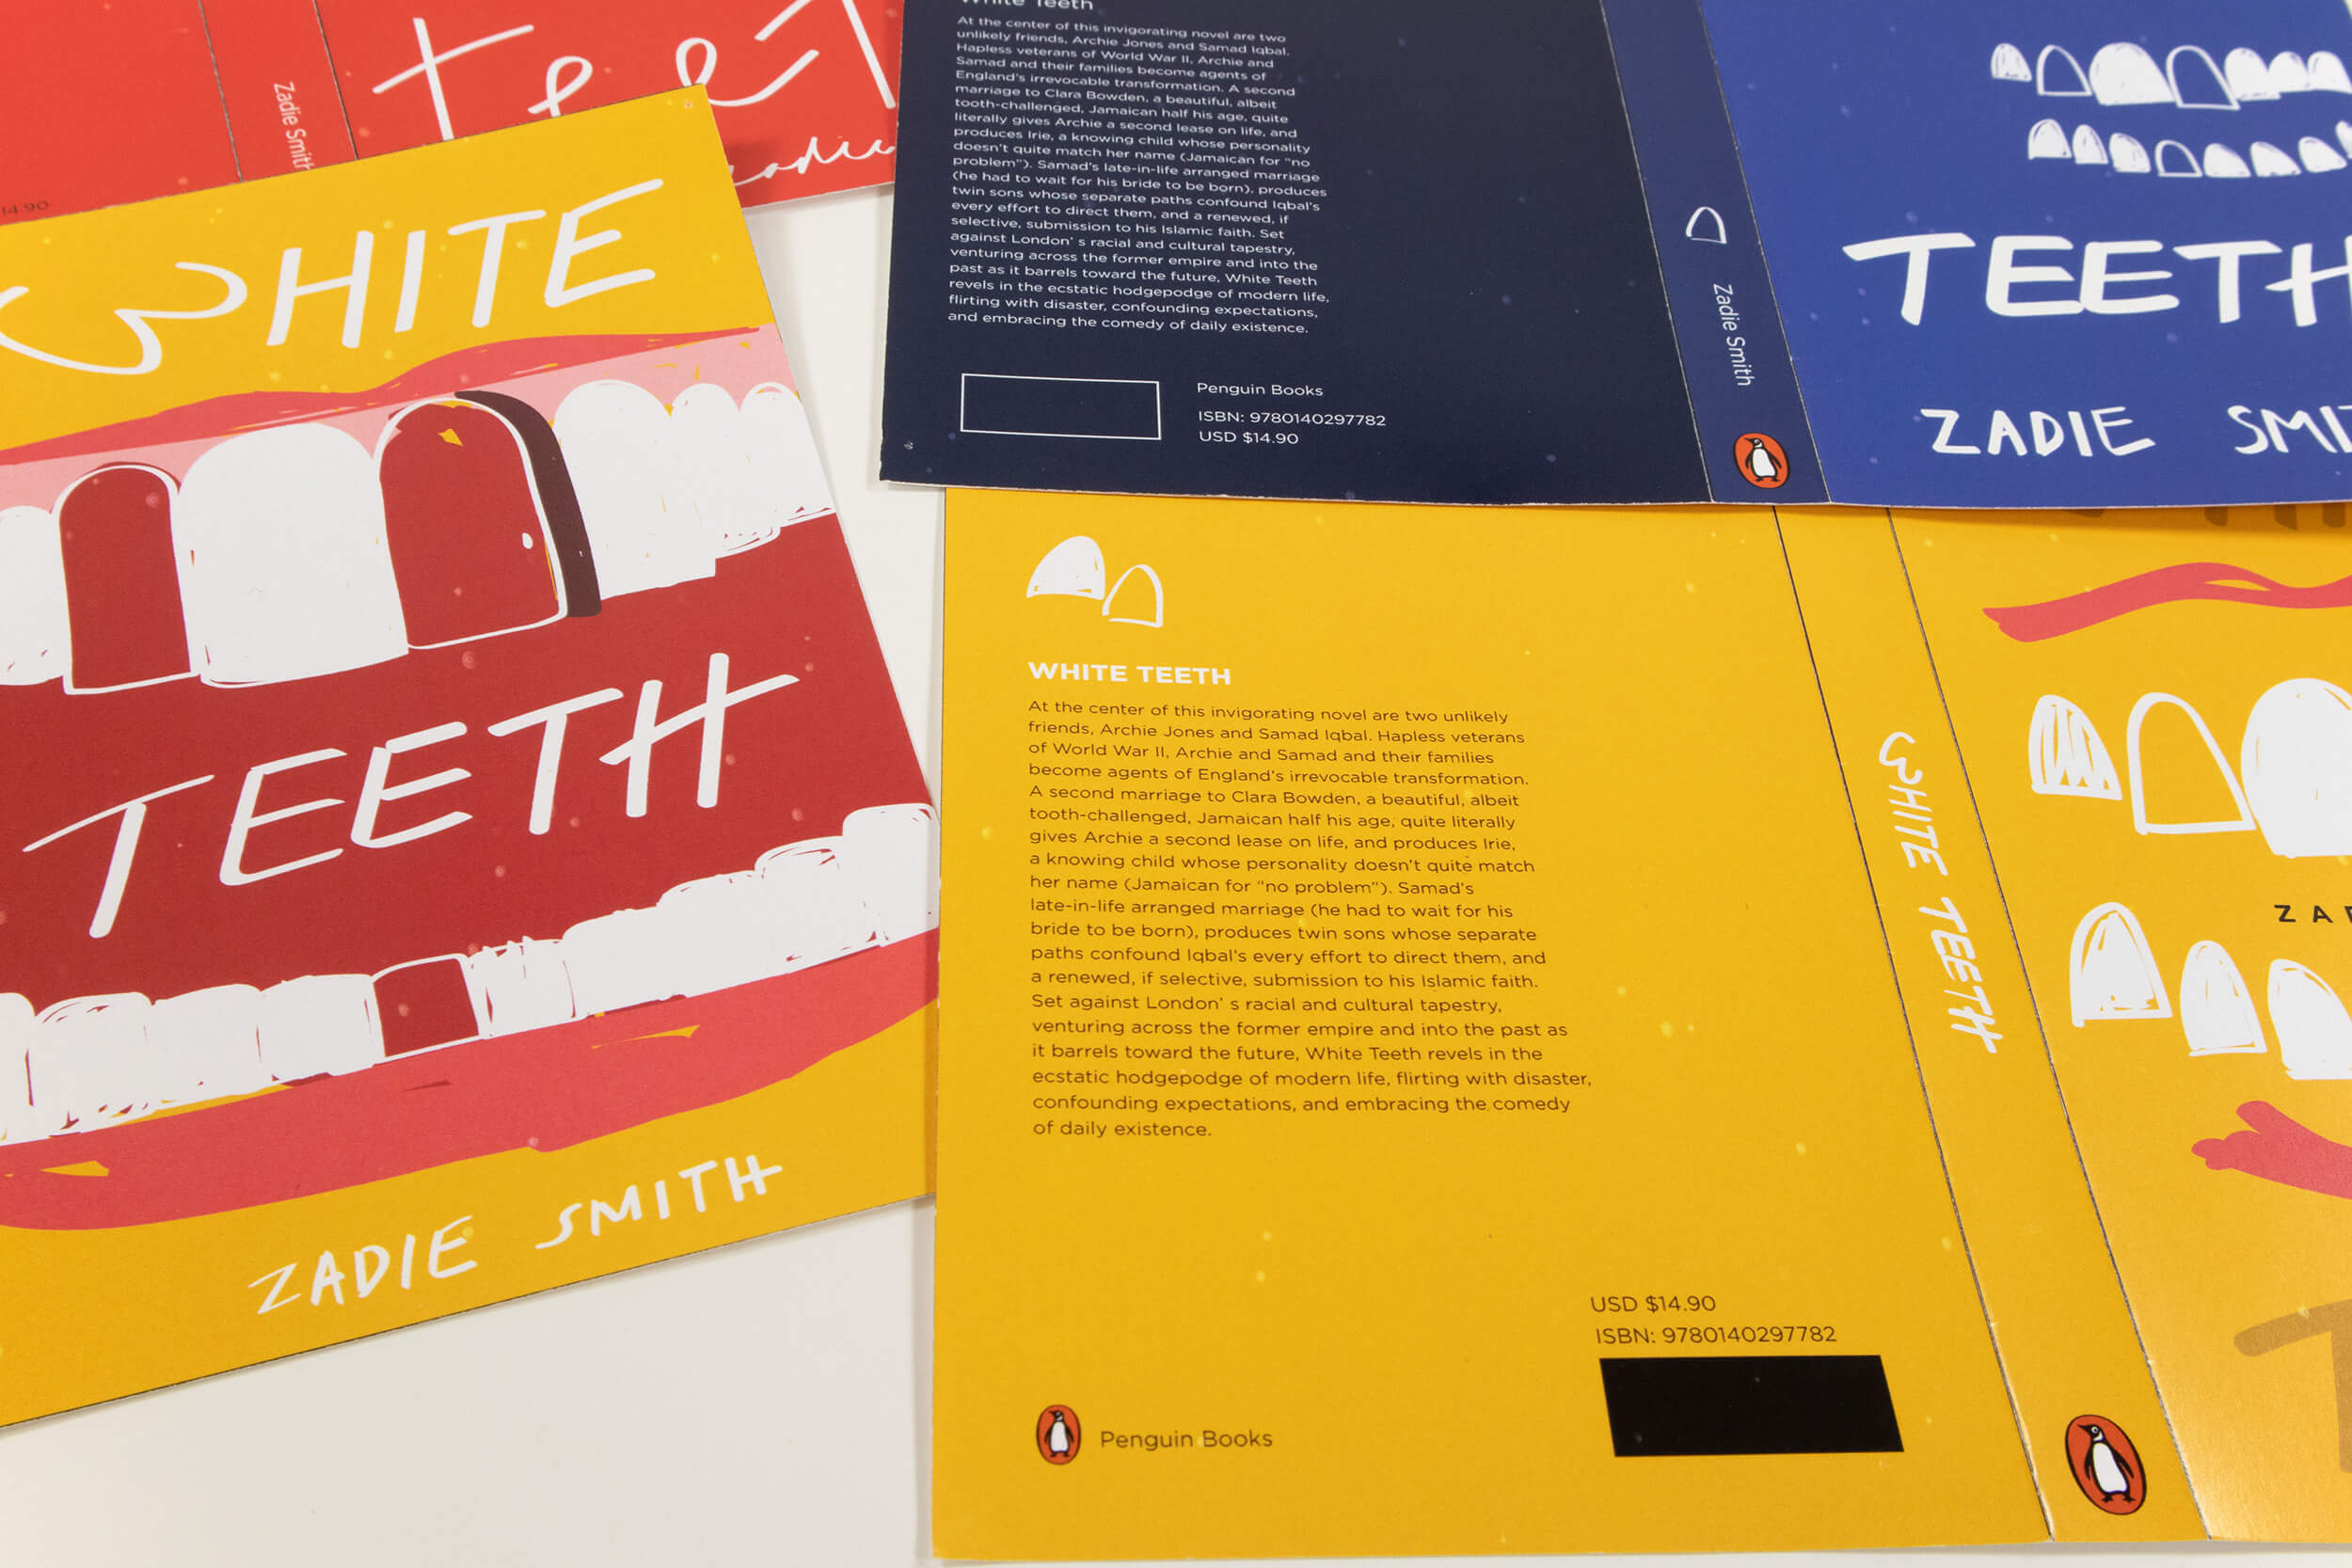 teet
Zadie Smith
zadie
14.90
WHITE
TEETH
ZADIE SMITH
White Teeth
At the center of this invigorating novel are two
unlikely friends, Archie Jones and Samad Iqbal.
Hapless veterans of World War II, Archie and
Samad and their families become agents of
England's irrevocable transformation. A second
marriage to Clara Bowden, a beautiful, albeit
tooth-challenged, Jamaican half his age, quite
literally gives Archie a second lease on life, and
produces Irie, a knowing child whose personality
doesn't quite match her name (Jamaican for "no
problem"). Samad's late-in-life arranged marriage
(he had to wait for his bride to be born), produces
twin sons whose separate paths confound Iqbal's
every effort to direct them, and a renewed, if
selective, submission to his Islamic faith. Set
against London' s racial and cultural tapestry,
venturing across the former empire and into the
past as it barrels toward the future, White Teeth
revels in the ecstatic hodgepodge of modern life,
flirting with disaster, confounding expectations,
and embracing the comedy of daily existence.
Penguin Books
ISBN: 9780140297782
USD $14.90
Zadie Smith
TEETH
ZADIE SMIT
WHITE TEETH
At the center of this invigorating novel are two unlikely
friends, Archie Jones and Samad Iqbal. Hapless veterans
of World War II, Archie and Samad and their families
become agents of England's irrevocable transformation.
A second marriage to Clara Bowden, a beautiful, albeit
tooth-challenged, Jamaican half his age, quite literally
gives Archie a second lease on life, and produces Irie,
a knowing child whose personality doesn't quite match
her name (Jamaican for "no problem"). Samad's
late-in-life arranged marriage (he had to wait for his
bride to be born), produces twin sons whose separate
paths confound Iqbal's every effort to direct them, and
a renewed, if selective, submission to his Islamic faith.
Set against London' s racial and cultural tapestry,
venturing across the former empire and into the past as
it barrels toward the future, White Teeth revels in the
ecstatic hodgepodge of modern life, flirting with disaster,
confounding expectations, and embracing the comedy
of daily existence.
USD $14.90
ISBN: 9780140297782
Penguin Books
WHITE TEETH
ZAD
T